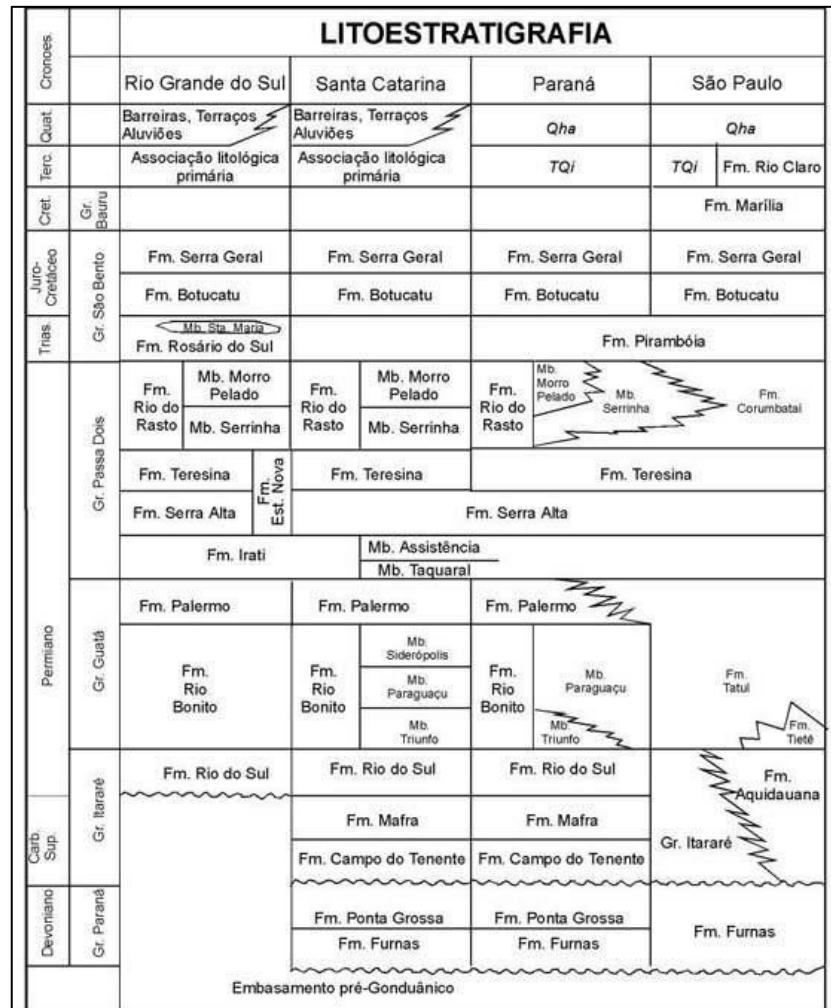 LITOESTRATIGRAFIA
Cronoes.
Rio Grande do Sul
Santa Catarina
Paraná
São Paulo
Quat.
Barreiras, Terraços
Aluviões
Barreiras, Terraços
Aluviões
Qha
Qha
Terc.
Associação litológica
primária
Associação litológica
primária
TQi
TQi
Fm. Rio Claro
Cret.
Gr.
Bauru
Fm. Marília
Juro-
Cretáceo
Gr. São Bento
Fm. Serra Geral
Fm. Serra Geral
Fm. Serra Geral
Fm. Serra Geral
Fm. Botucatu
Fm. Botucatu
Fm. Botucatu
Fm. Botucatu
Trias.
Mb. Sta. Maria
Fm. Rosário do Sul
Fm. Pirambóia
Permiano
Gr. Passa Dois
Fm.
Rio do
Rasto
Mb. Morro
Pelado
Mb. Serrinha
Fm.
Rio do
Rasto
Mb. Morro
Pelado
Mb. Serrinha
Fm.
Rio do
Rasto
Mb.
Morro
Pelado
Mb.
Serrinha
Fm.
Corumbataí
Fm. Teresina
Fm.
Est. Nova
Fm. Teresina
Fm. Teresina
Fm. Serra Alta
Fm. Serra Alta
Fm. Irati
Mb. Assistência
Mb. Taquaral
Gr. Guatá
Fm. Palermo
Fm. Palermo
Fm. Palermo
Fm.
Rio
Bonito
Fm.
Rio
Bonito
Mb.
Siderópolis
Mb.
Paraguaçu
Mb.
Triunfo
Fm.
Rio
Bonito
Mb.
Paraguaçu
Mb.
Triunfo
Fm.
Tatuí
Fm.
Tietê
Gr. Itararé
Fm. Rio do Sul
Fm. Rio do Sul
Fm. Rio do Sul
Fm.
Aquidauana
Carb.
Sup.
Fm. Mafra
Fm. Mafra
Gr. Itararé
Fm. Campo do Tenente
Fm. Campo do Tenente
Devoniano
Gr. Paraná
Fm. Ponta Grossa
Fm. Ponta Grossa
Fm. Furnas
Fm. Furnas
Fm. Furnas
Embasamento pré-Gonduânico